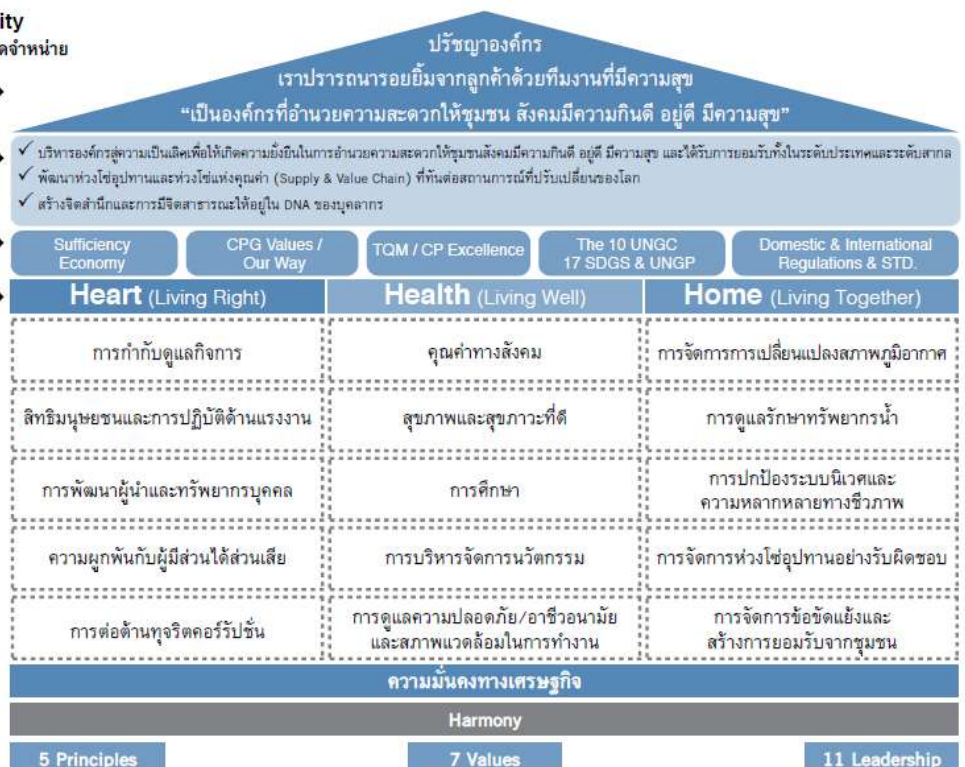 ity
ดจำหน่าย
ปรัชญาองค์กร
เราปรารถนารอยยิ้มจากลูกค้าด้วยทีมงานที่มีความสุข
“เป็นองค์กรที่อำนวยความสะดวกให้ชุมชน สังคมมีความกินดี อยู่ดี มีความสุข”
✓ บริหารองค์กรสู่ความเป็นเลิศเพื่อให้เกิดความยั่งยืนในการอำนวยความสะดวกให้ชุมชนสังคมมีความกินดี อยู่ดี มีความสุข และได้รับการยอมรับทั้งในระดับประเทศและระดับสากล
✓ พัฒนาห่วงโซ่อุปทานและห่วงโซ่แห่งคุณค่า (Supply & Value Chain) ที่ทันต่อสถานการณ์ที่ปรับเปลี่ยนของโลก
✓ สร้างจิตสำนึกและการมีจิตสาธารณะให้อยู่ใน DNA ของบุคลากร
Sufficiency
Economy
CPG Values /
Our Way
TQM / CP Excellence
The 10 UNGC
17 SDGS & UNGP
Domestic & International
Regulations & STD.
Heart (Living Right)
Health (Living Well)
Home (Living Together)
การกำกับดูแลกิจการ
คุณค่าทางสังคม
การจัดการการเปลี่ยนแปลงสภาพภูมิอากาศ
สิทธิมนุษยชนและการปฏิบัติด้านแรงงาน
สุขภาพและสุขภาวะที่ดี
การดูแลรักษาทรัพยากรน้ำ
การพัฒนาผู้นำและทรัพยากรบุคคล
การศึกษา
การปกป้องระบบนิเวศและ
ความหลากหลายทางชีวภาพ
ความผูกพันกับผู้มีส่วนได้ส่วนเสีย
การบริหารจัดการนวัตกรรม
การจัดการห่วงโซ่อุปทานอย่างรับผิดชอบ
การต่อต้านทุจริตคอร์รัปชั่น
การดูแลความปลอดภัย/อาชีวอนามัย
และสภาพแวดล้อมในการทำงาน
การจัดการข้อขัดแย้งและ
สร้างการยอมรับจากชุมชน
ความมั่นคงทางเศรษฐกิจ
Harmony
5 Principles
7 Values
11 Leadership